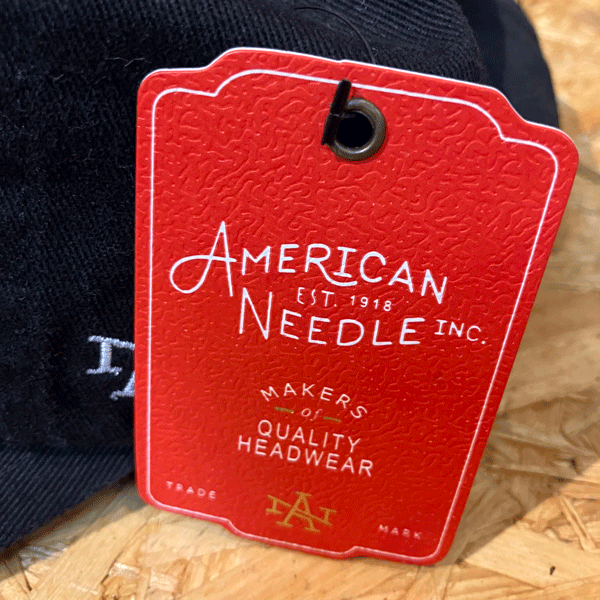 AMERICAN
EST. 1918
NEEDLE INC.
MAKERS
of
QUALITY
HEADWEAR
TRADE MARK